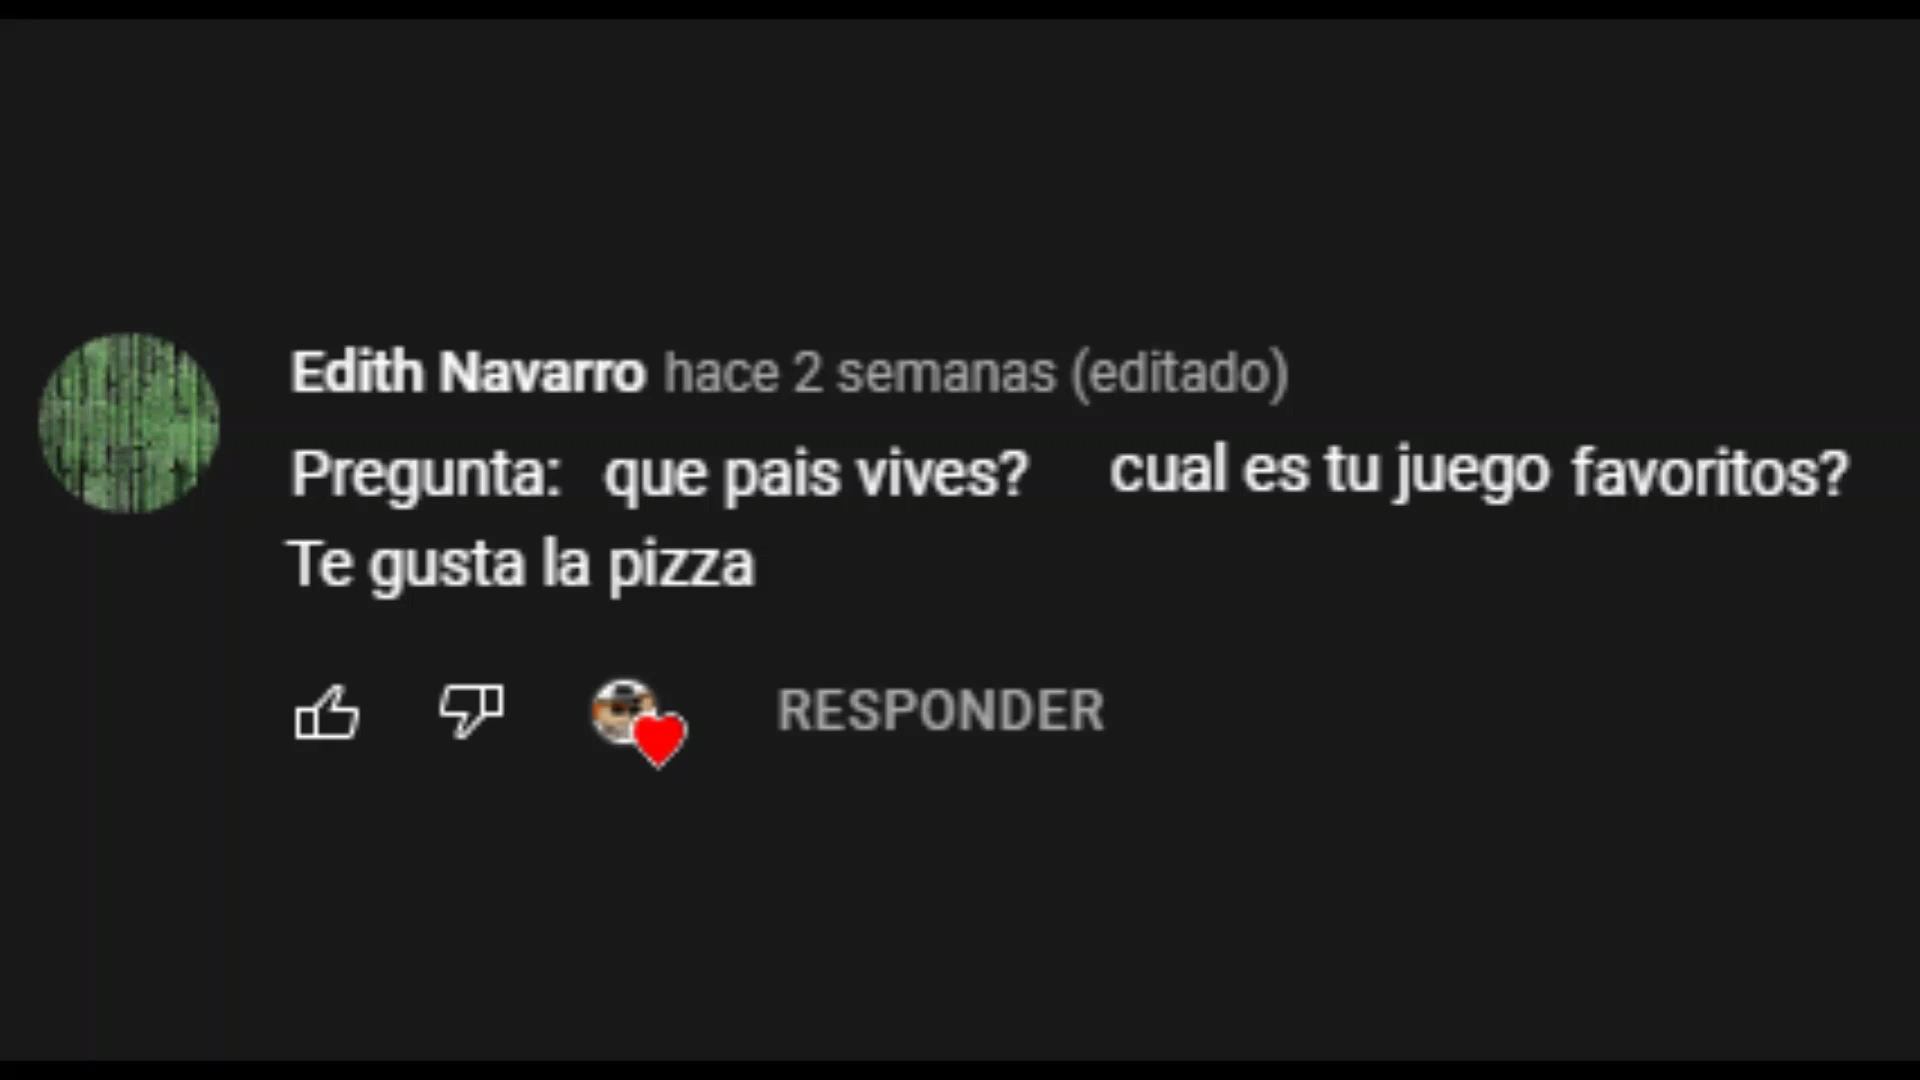 Edith Navarro hace 2 semanas (editado)
Pregunta: que pais vives? cual es tu juego favoritos?
Te gusta la pizza
RESPONDER